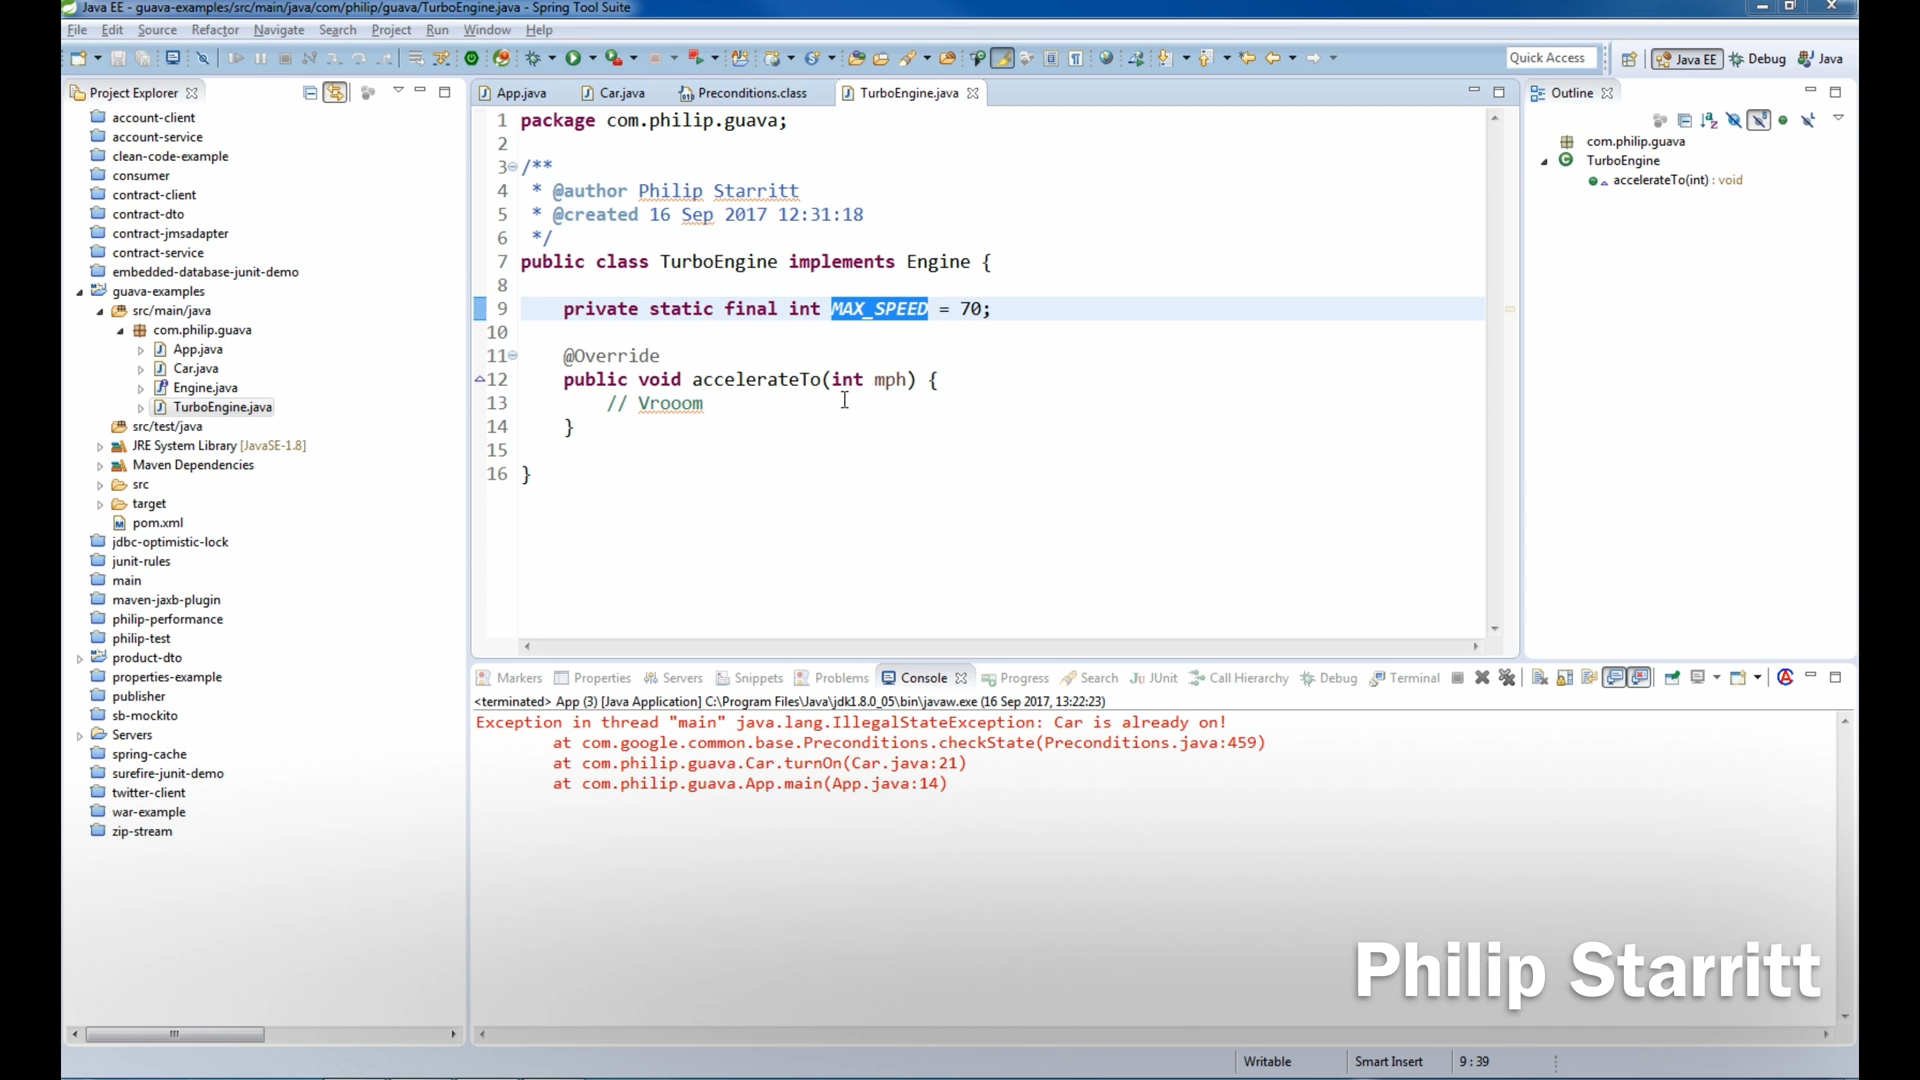 Java EE - guava-examples/src/main/java/com/philip/guava/TurboEngine.java - Spring Tool Suite
File Edit Source Refactor Navigate Search Project Run Window Help
Quick Access
Java EE
Debug
Java
Project Explorer
account-client
account-service
clean-code-example
consumer
contract-client
contract-dto
contract-jmsadapter
contract-service
embedded-database-junit-demo
guava-examples
src/main/java
com.philip.guava
App.java
Car.java
Engine.java
TurboEngine.java
src/test/java
JRE System Library [JavaSE-1.8]
Maven Dependencies
src
target
pom.xml
jdbc-optimistic-lock
junit-rules
main
maven-jaxb-plugin
philip-performance
philip-test
product-dto
properties-example
publisher
sb-mockito
Servers
spring-cache
surefire-junit-demo
twitter-client
war-example
zip-stream
App.java Car.java Preconditions.class TurboEngine.java
1 package com.philip.guava;
2
3 /**
4 * @author Philip Starritt
5 * @created 16 Sep 2017 12:31:18
6 */
7 public class TurboEngine implements Engine {
8
9 private static final int MAX_SPEED = 70;
10
11 @Override
12 public void accelerateTo(int mph) {
13 // Vrooom
14 }
15
16 }
Outline
com.philip.guava
TurboEngine
accelerateTo(int) : void
Markers Properties Servers Snippets Problems Console Progress Search JUnit Call Hierarchy Debug Terminal
<terminated> App (3) [Java Application] C:\Program Files\Java\jdk1.8.0_05\bin\javaw.exe (16 Sep 2017, 13:22:23)
Exception in thread "main" java.lang.IllegalStateException: Car is already on!
at com.google.common.base.Preconditions.checkState(Preconditions.java:459)
at com.philip.guava.Car.turnOn(Car.java:21)
at com.philip.guava.App.main(App.java:14)
Philip Starritt
Writable Smart Insert 9 : 39